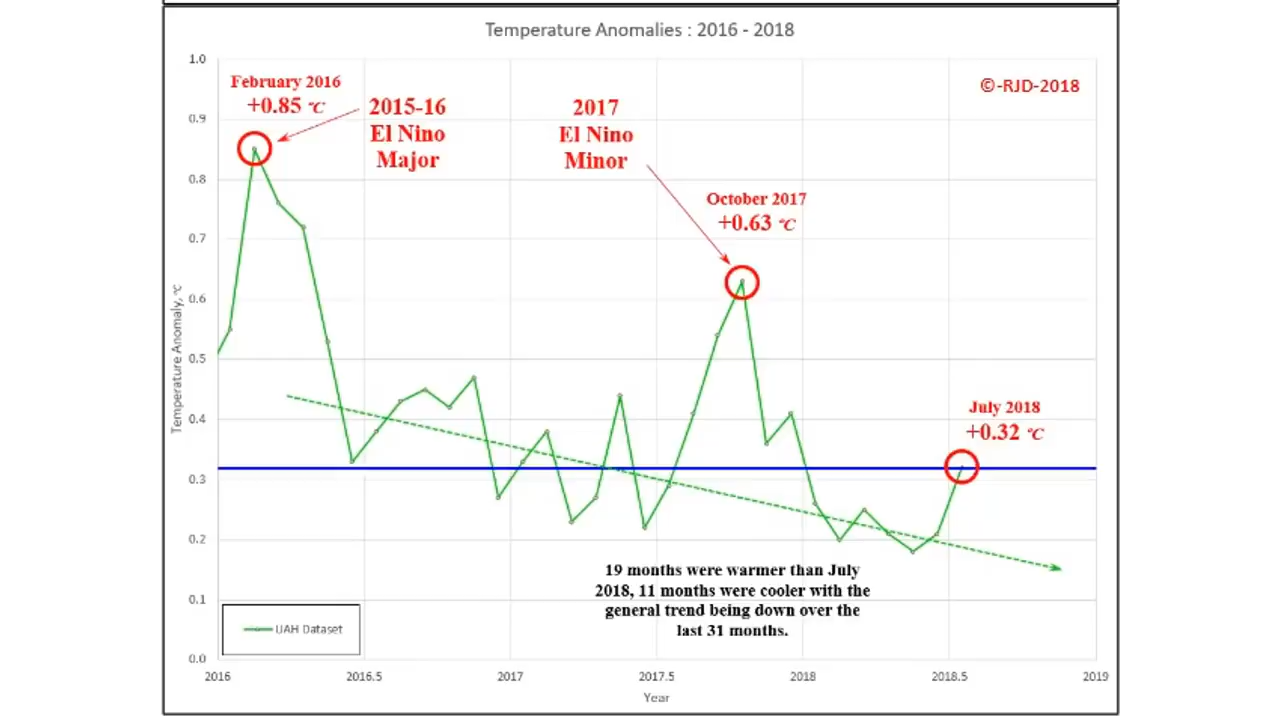 Temperature Anomalies : 2016 - 2018
©-RJD-2018
February 2016
+0.85 °C
2015-16
El Nino
Major
2017
El Nino
Minor
October 2017
+0.63 °C
July 2018
+0.32 °C
19 months were warmer than July
2018, 11 months were cooler with the
general trend being down over the
last 31 months.
UAH Dataset
Temperature Anomaly, °C
1.0
0.9
0.8
0.7
0.6
0.5
0.4
0.3
0.2
0.1
0.0
2016
2016.5
2017
2017.5
2018
2018.5
2019
Year